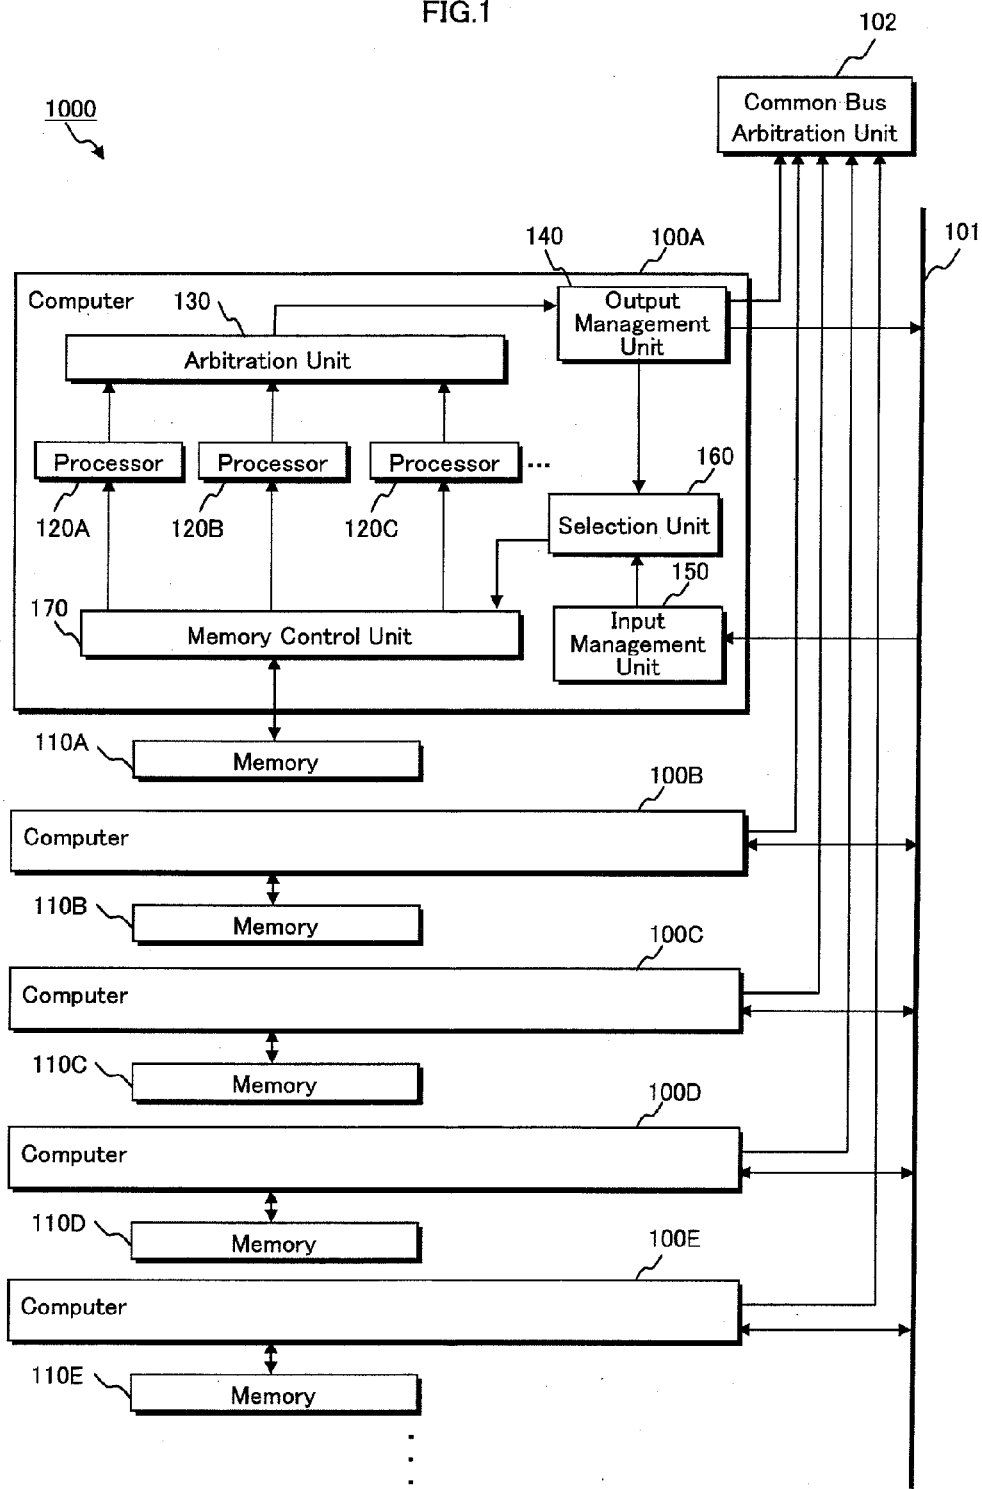 FIG.1
102
Common Bus
Arbitration Unit
1000
101
140
100A
Computer
130
Output
Management
Unit
Arbitration Unit
Processor
Processor
Processor
...
160
120A
120B
120C
Selection Unit
150
170
Memory Control Unit
Input
Management
Unit
110A
Memory
100B
Computer
110B
Memory
100C
Computer
110C
Memory
100D
Computer
110D
Memory
100E
Computer
110E
Memory